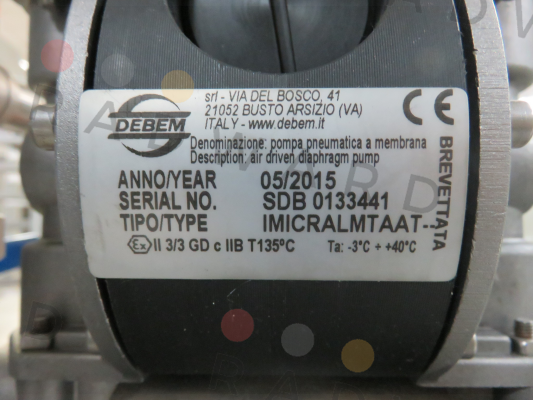 DEBEM
srl - VIA DEL BOSCO, 41
21052 BUSTO ARSIZIO (VA)
ITALY - www.debem.it
Denominazione: pompa pneumatica a membrana
Description: air driven diaphragm pump
ANNO/YEAR 05/2015
SERIAL NO. SDB 0133441
TIPO/TYPE IMICRALMTAAT--
Ex II 3/3 GD c IIB T135ºC Ta: -3°C ÷ +40°C
CE
BREVETTATA